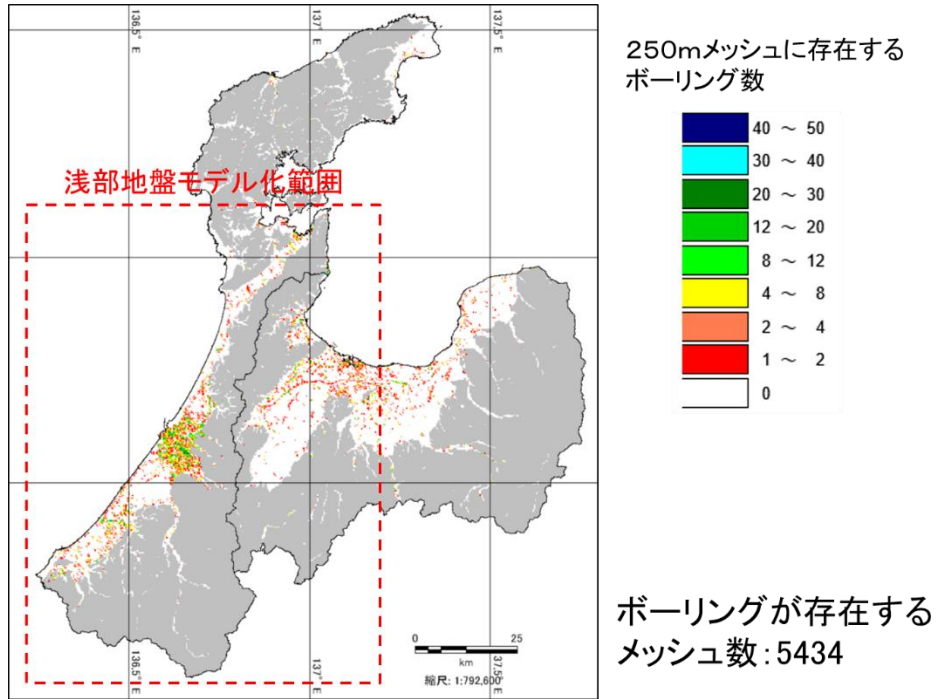 136.5° E
137° E
137.5° E
浅部地盤モデル化範囲
250mメッシュに存在する
ボーリング数
40 ～ 50
30 ～ 40
20 ～ 30
12 ～ 20
8 ～ 12
4 ～ 8
2 ～ 4
1 ～ 2
0
ボーリングが存在する
メッシュ数:5434
0 25
km
縮尺: 1:792,600
136.5° E
137° E
137.5° E